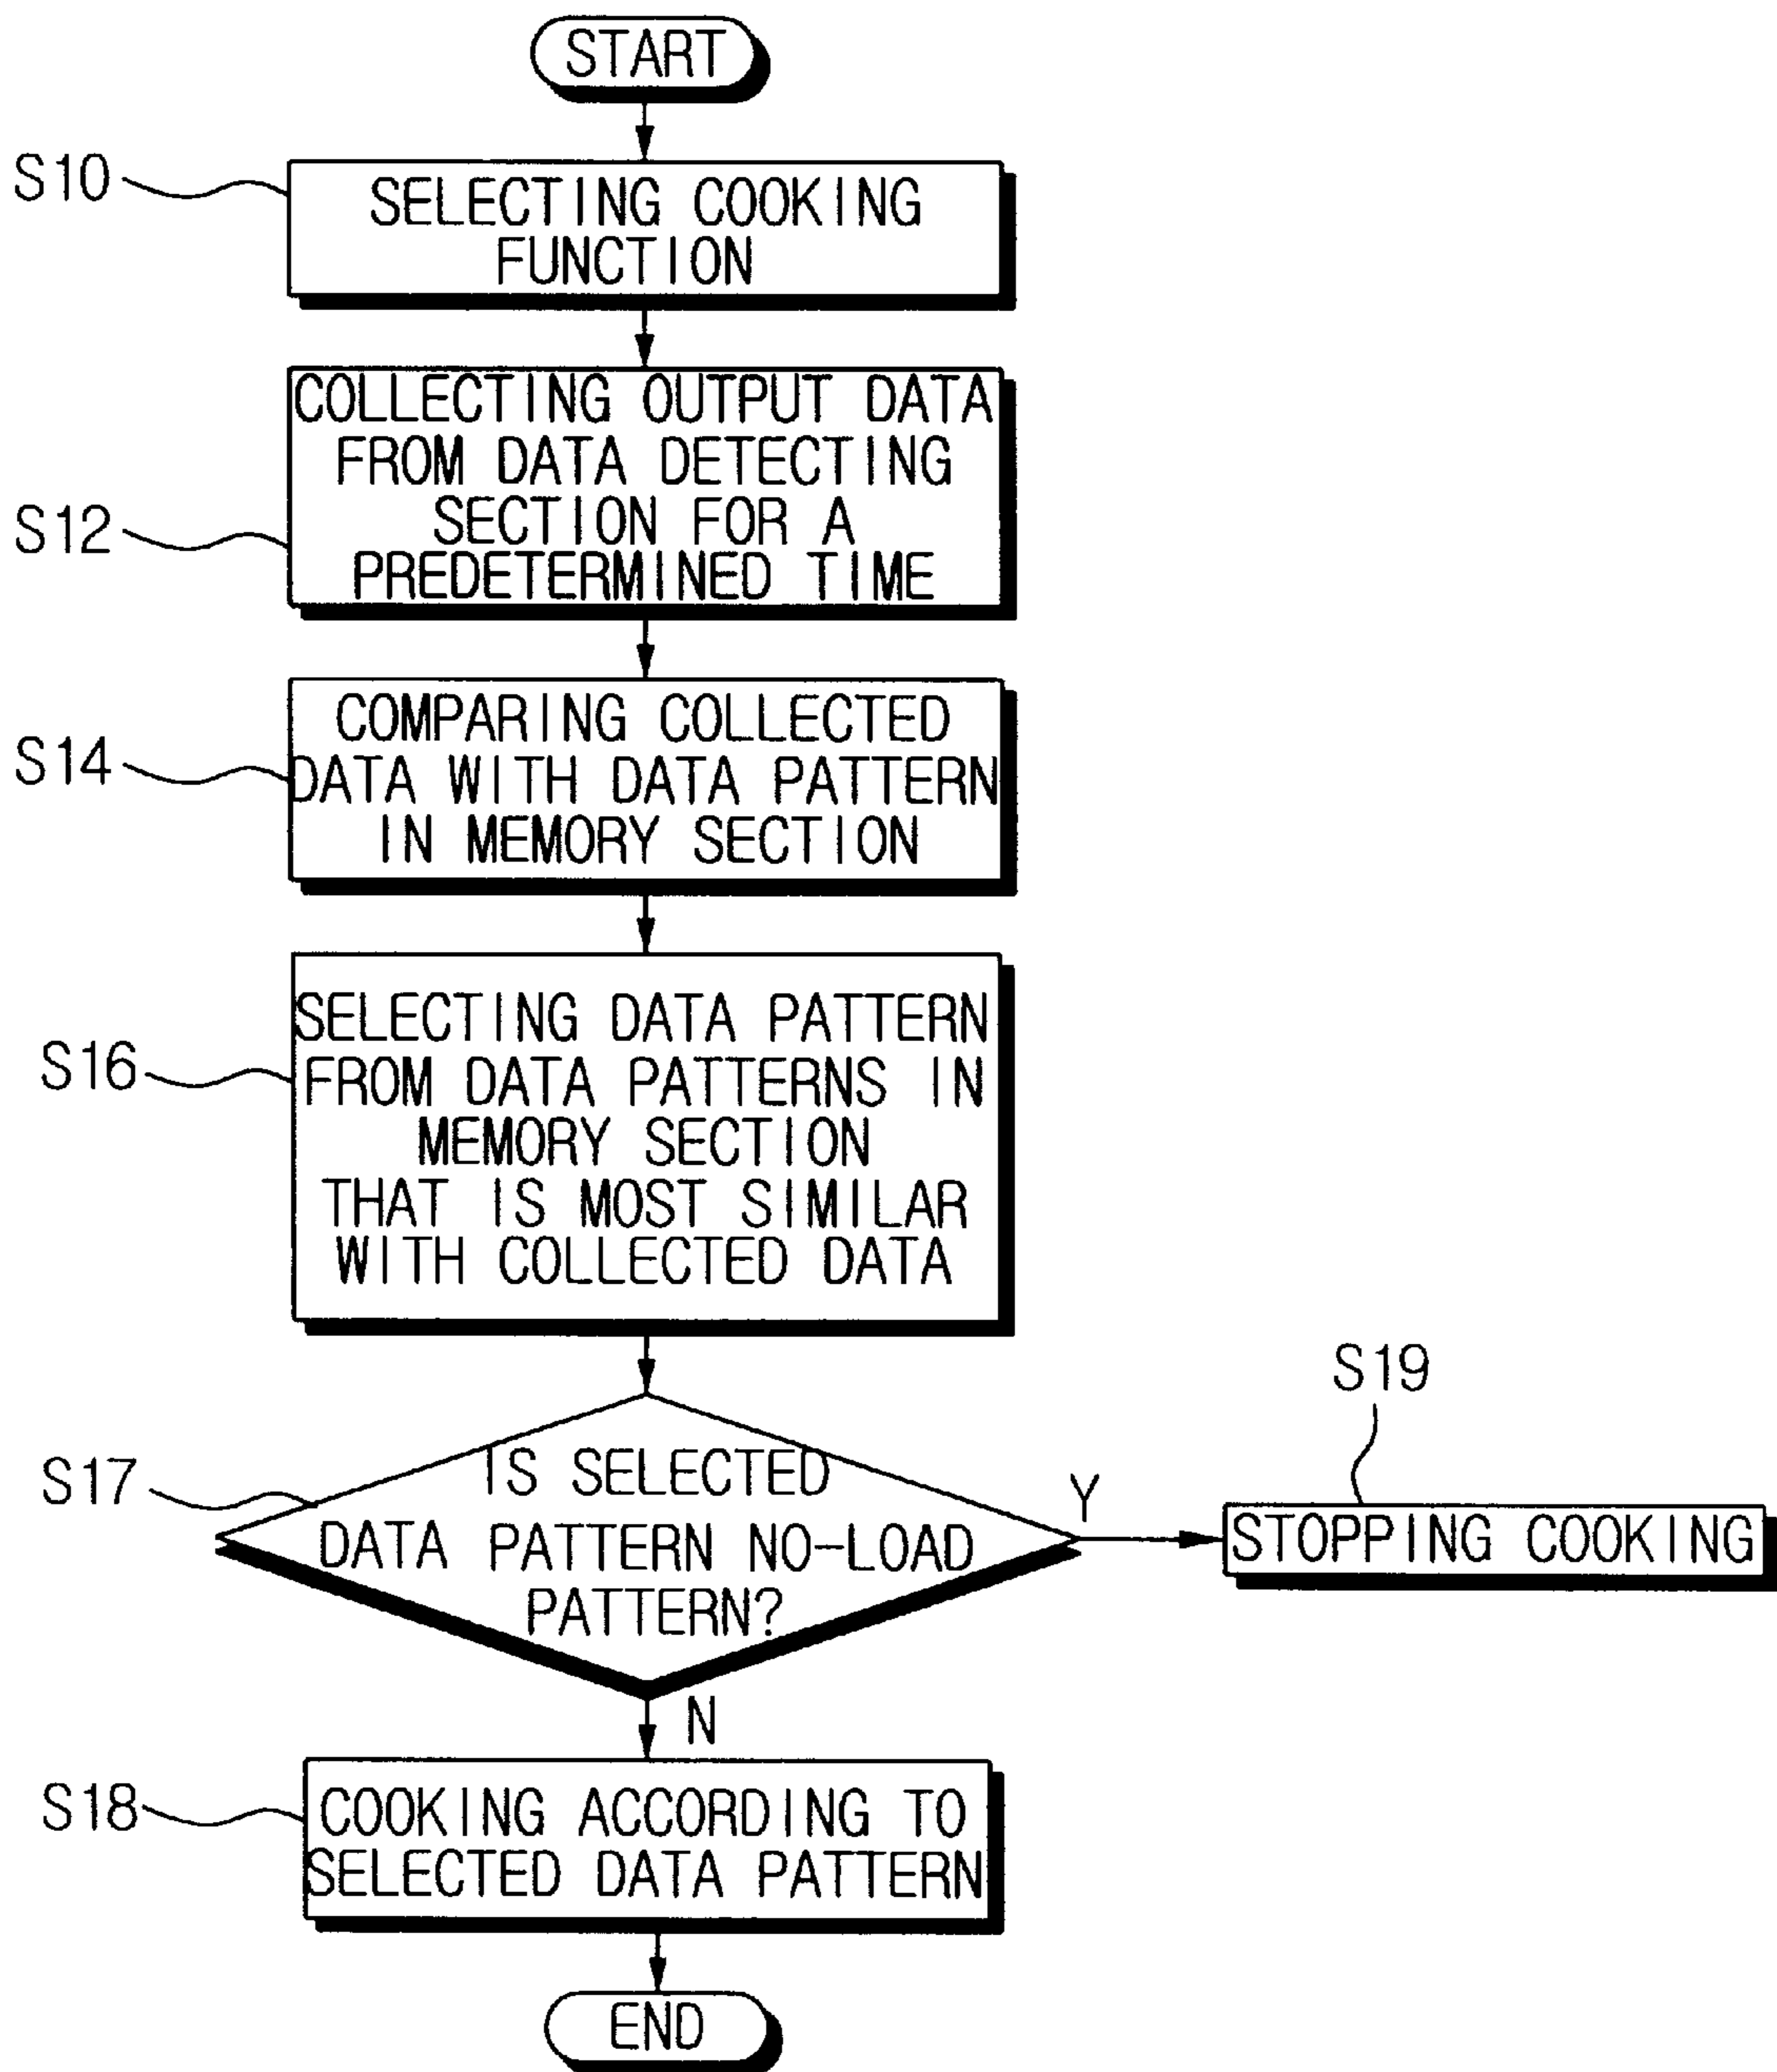 START
S10
SELECTING COOKING
FUNCTION
S12
COLLECTING OUTPUT DATA
FROM DATA DETECTING
SECTION FOR A
PREDETERMINED TIME
S14
COMPARING COLLECTED
DATA WITH DATA PATTERN
IN MEMORY SECTION
S16
SELECTING DATA PATTERN
FROM DATA PATTERNS IN
MEMORY SECTION
THAT IS MOST SIMILAR
WITH COLLECTED DATA
S17
IS SELECTED
DATA PATTERN NO-LOAD
PATTERN?
Y
S19
STOPPING COOKING
N
S18
COOKING ACCORDING TO
SELECTED DATA PATTERN
END